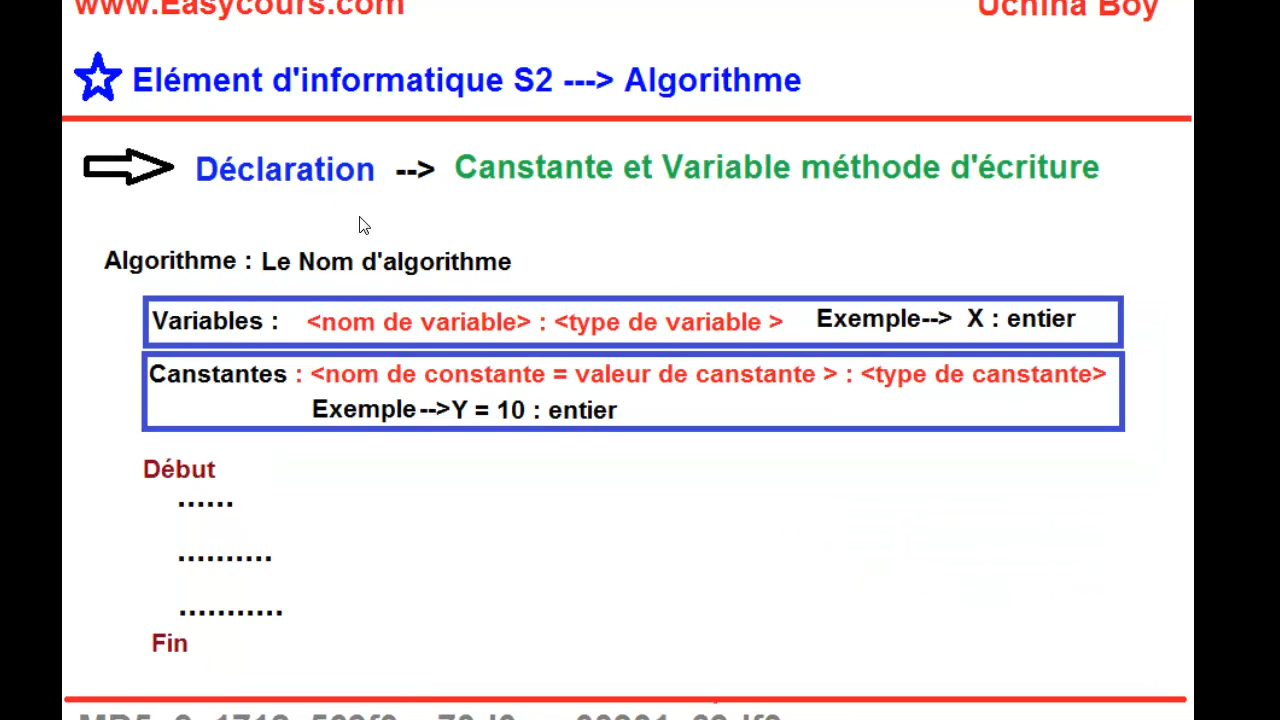 www.Easycours.com Uchiha Boy
Elément d'informatique S2 ---> Algorithme
Déclaration --> Canstante et Variable méthode d'écriture
Algorithme : Le Nom d'algorithme
Variables : <nom de variable> : <type de variable > Exemple--> X : entier
Canstantes : <nom de constante = valeur de canstante > : <type de canstante>
Exemple-->Y = 10 : entier
Début
......
..........
...........
Fin